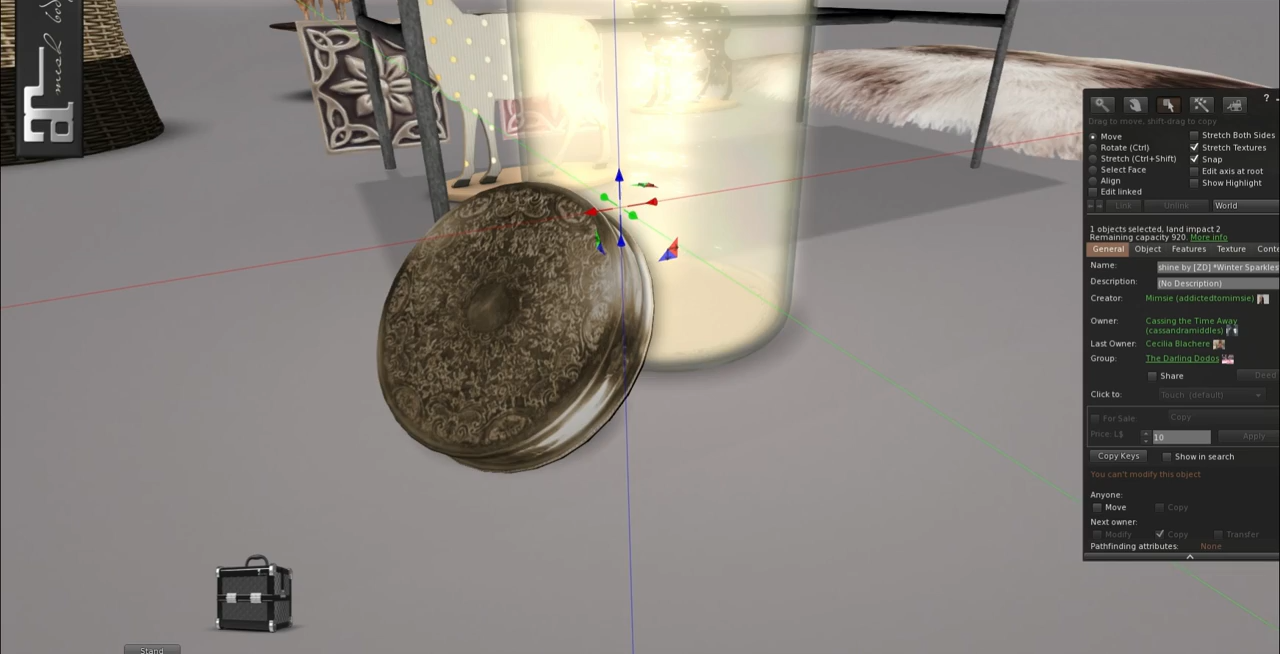 mesh body
?
Drag to move, shift-drag to copy
Move
Rotate (Ctrl)
Stretch (Ctrl+Shift)
Select Face
Align
Edit linked
Stretch Both Sides
Stretch Textures
Snap
Edit axis at root
Show Highlight
Link Unlink World
1 objects selected, land impact 2
Remaining capacity 920. More info
General Object Features Texture Conte
Name: shine by [ZD] *Winter Sparkles
Description: (No Description)
Creator: Mimsie (addictedtomimsie)
Owner: Cassing the Time Away
(cassandramiddles)
Last Owner: Cecilia Blachere
Group: The Darling Dodos
Share Deed
Click to: Touch (default)
For Sale: Copy
Price: L$ 10 Apply
Copy Keys Show in search
You can't modify this object
Anyone:
Move Copy
Next owner:
Modify Copy Transfer
Pathfinding attributes: None
Stand